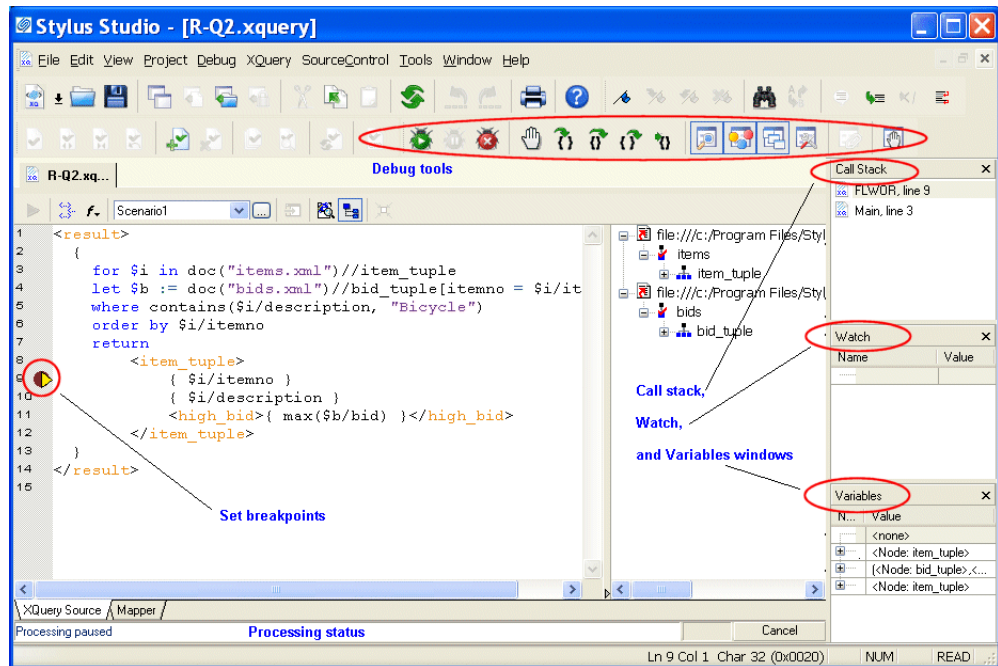 Stylus Studio - [R-Q2.xquery]
File Edit View Project Debug XQuery SourceControl Tools Window Help
Debug tools
R-Q2.xq...
Scenario1
1 <result>
2 {
3 for $i in doc("items.xml")//item_tuple
4 let $b := doc("bids.xml")//bid_tuple[itemno = $i/it
5 where contains($i/description, "Bicycle")
6 order by $i/itemno
7 return
8 <item_tuple>
9 { $i/itemno }
10 { $i/description }
11 <high_bid>{ max($b/bid) }</high_bid>
12 </item_tuple>
13 }
14 </result>
15
Set breakpoints
file:///c:/Program Files/Styl
items
item_tuple
file:///c:/Program Files/Styl
bids
bid_tuple
Call stack,
Watch,
and Variables windows
Call Stack
FLWOR, line 9
Main, line 3
Watch
Name Value
Variables
N... Value
<none>
<Node: item_tuple>
(<Node: bid_tuple>,<...
<Node: item_tuple>
XQuery Source Mapper
Processing paused
Processing status
Cancel
Ln 9 Col 1 Char 32 (0x0020) NUM READ